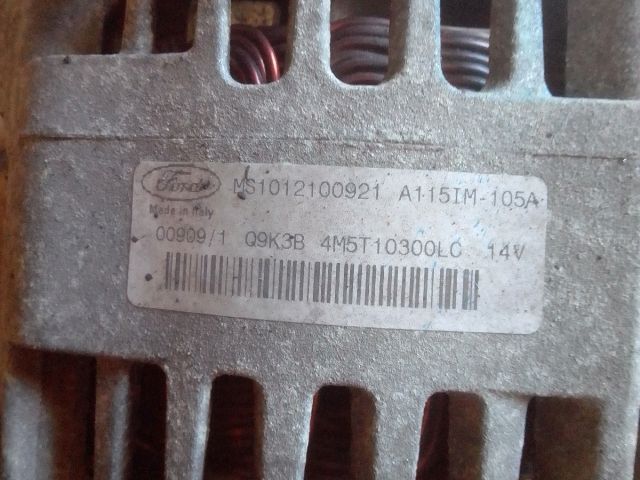 Ford MS1012100921 A115IM-105A
Made in Italy
00909/1 Q9K3B 4M5T10300LC 14V